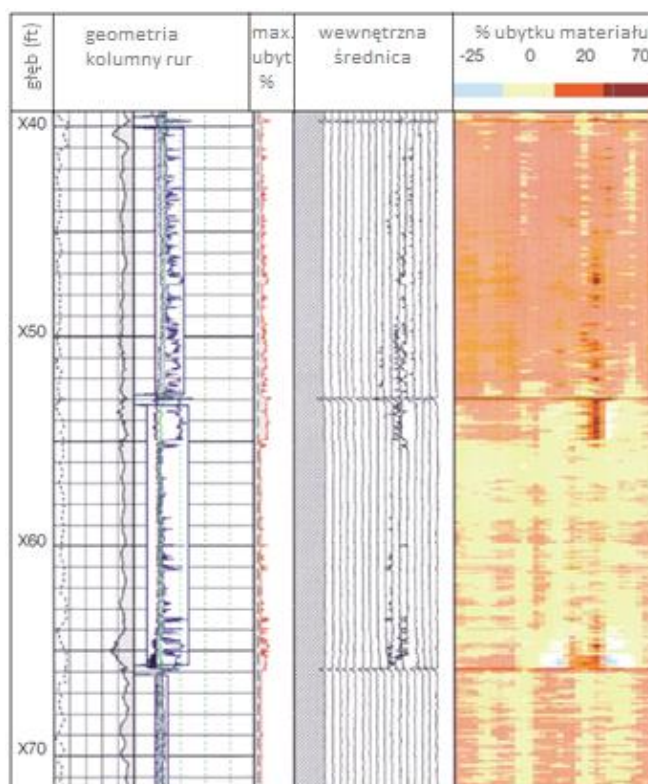 głęb (ft)
geometria
kolumny rur
max.
ubyt
%
wewnętrzna
średnica
% ubytku materiału
-25 0 20 70
X40
X50
X60
X70